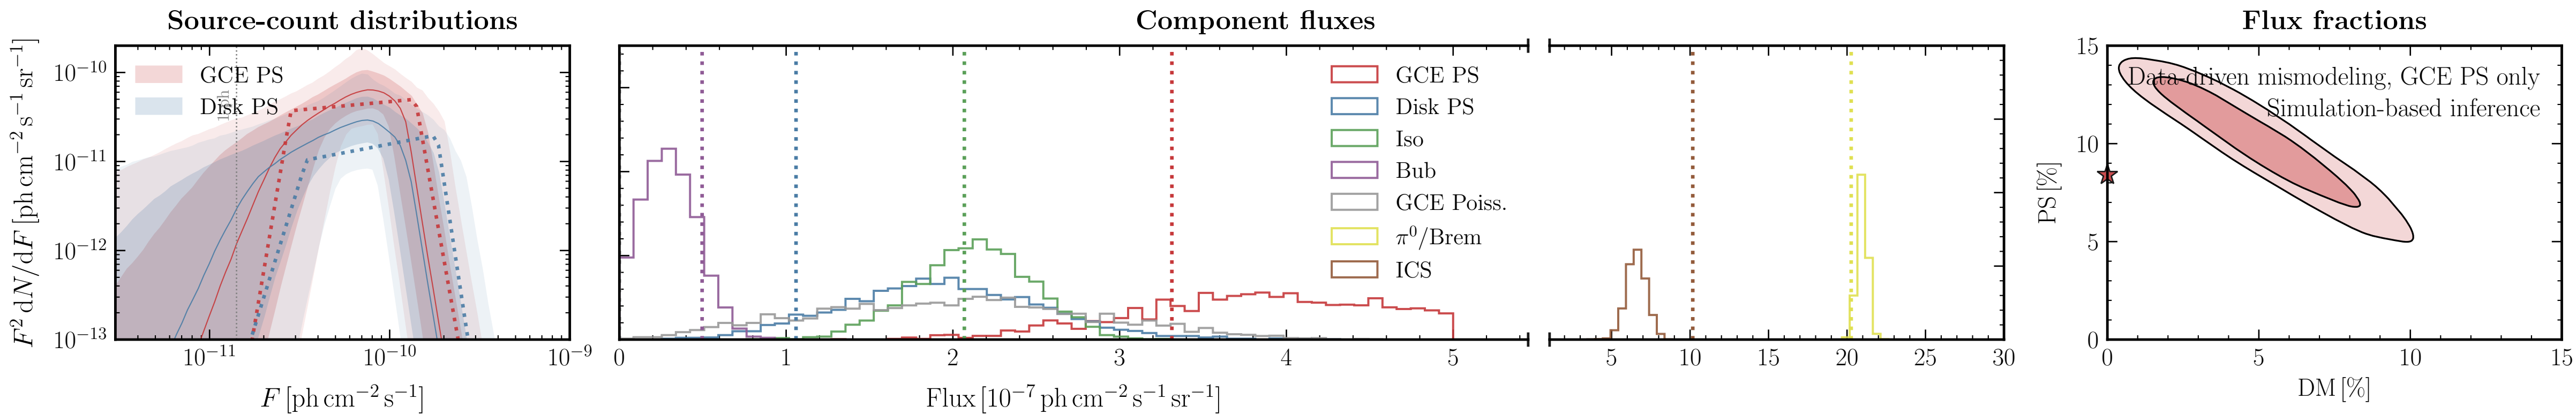 Source-count distributions
F² dN/dF [ph cm⁻² s⁻¹ sr⁻¹]
10⁻¹⁰
10⁻¹¹
10⁻¹²
10⁻¹³
GCE PS
Disk PS
10⁻¹¹
10⁻¹⁰
10⁻⁹
F [ph cm⁻² s⁻¹]
Component fluxes
GCE PS
Disk PS
Iso
Bub
GCE Poiss.
π⁰/Brem
ICS
0 1 2 3 4 5
5 10 15 20 25 30
Flux [10⁻⁷ ph cm⁻² s⁻¹ sr⁻¹]
Flux fractions
PS [%]
15
10
5
0
Data-driven mismodeling, GCE PS only
Simulation-based inference
0 5 10 15
DM [%]